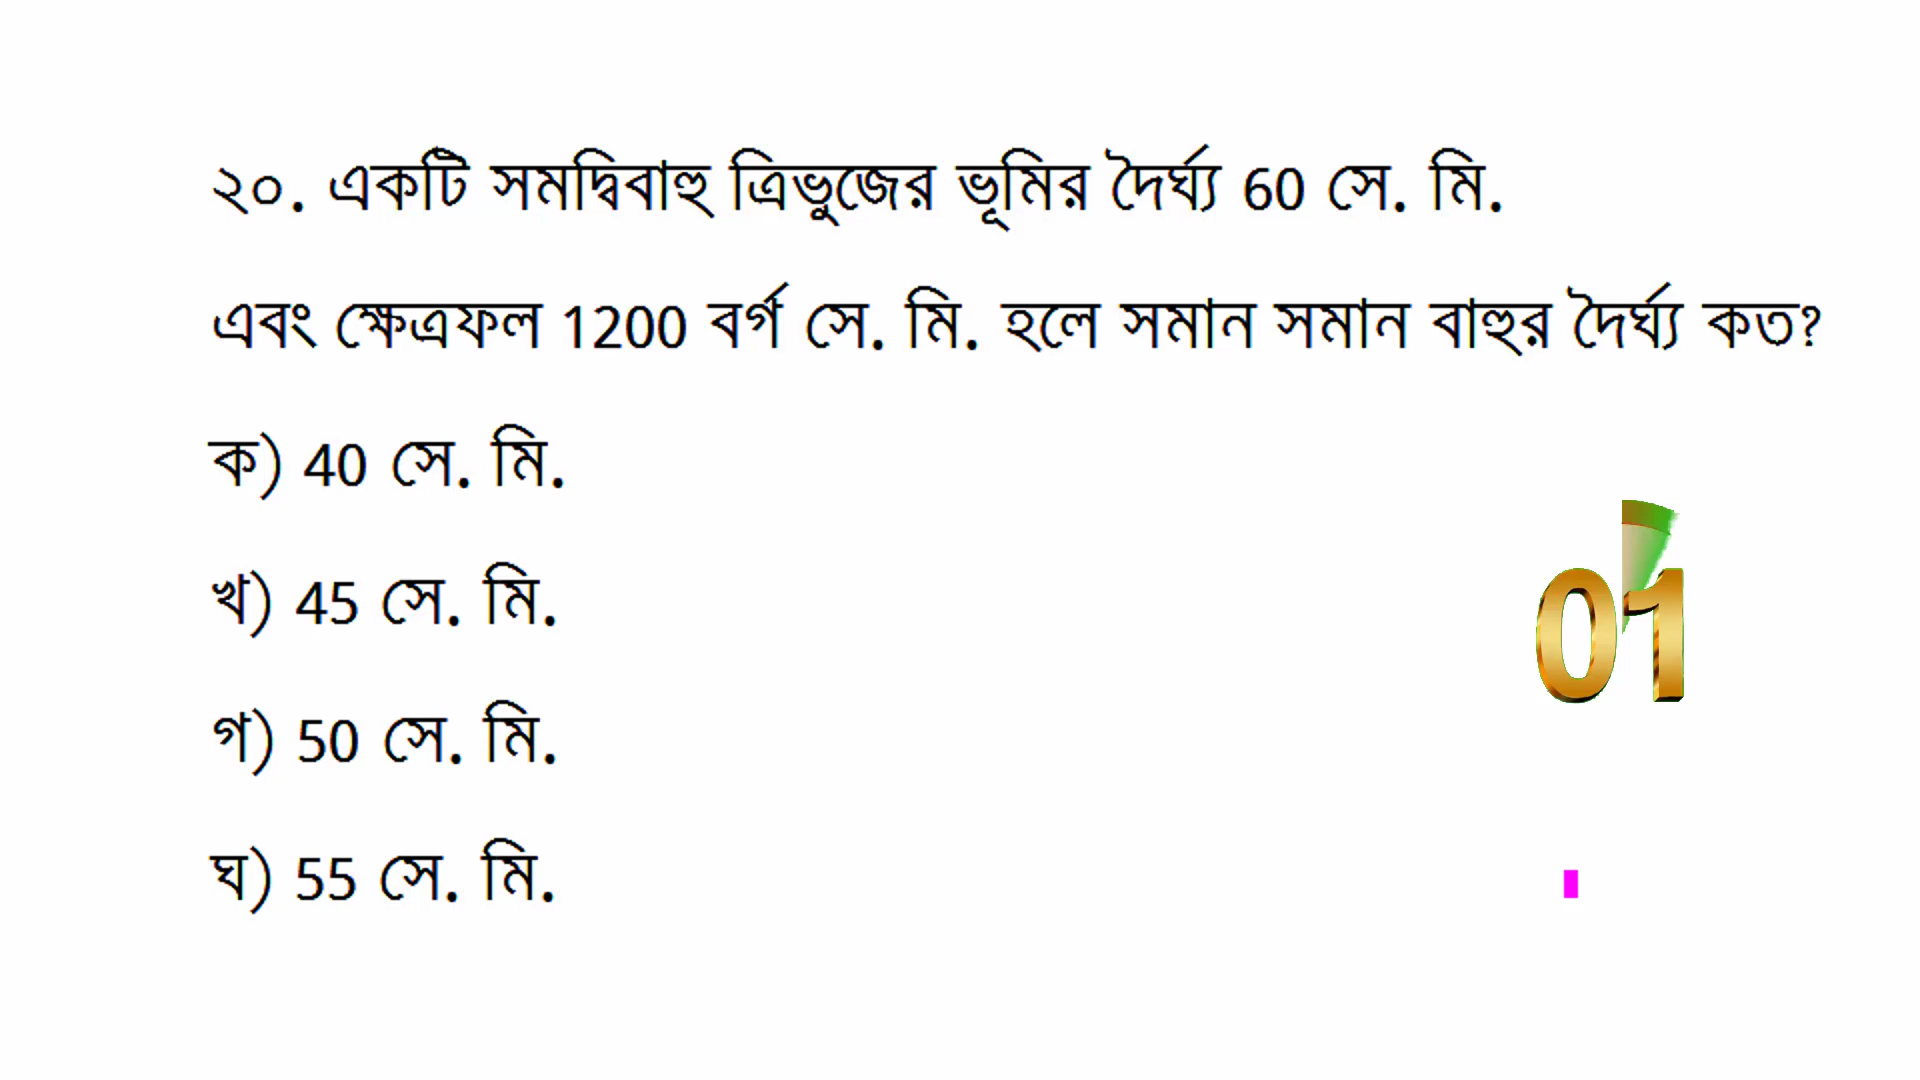 ২০. একটি সমদ্বিবাহু ত্রিভুজের ভূমির দৈর্ঘ্য 60 সে. মি.
এবং ক্ষেত্রফল 1200 বর্গ সে. মি. হলে সমান সমান বাহুর দৈর্ঘ্য কত?
ক) 40 সে. মি.
খ) 45 সে. মি.
গ) 50 সে. মি.
ঘ) 55 সে. মি.
01